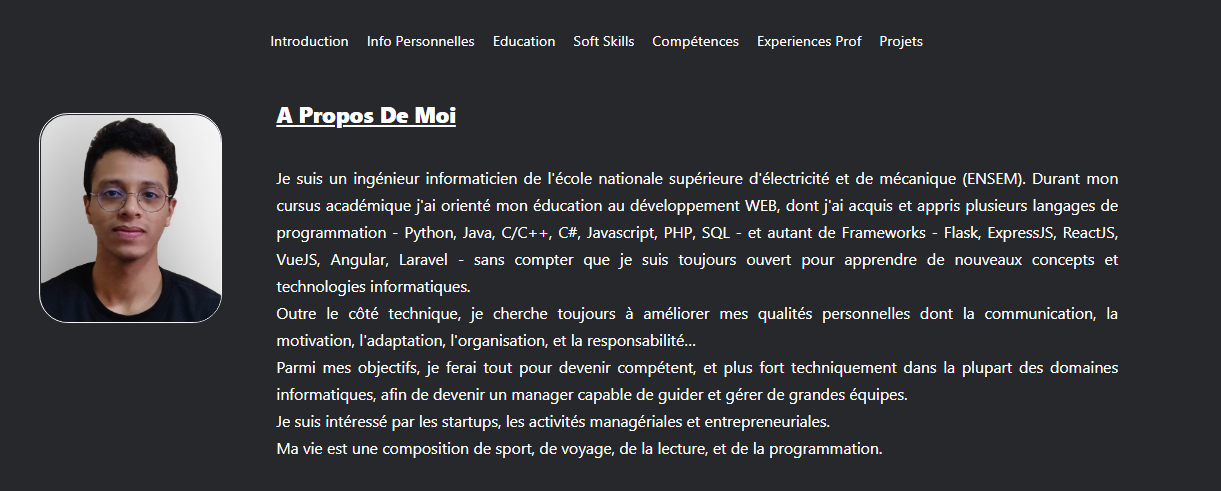 Introduction Info Personnelles Education Soft Skills Compétences Experiences Prof Projets
A Propos De Moi
Je suis un ingénieur informaticien de l'école nationale supérieure d'électricité et de mécanique (ENSEM). Durant mon
cursus académique j'ai orienté mon éducation au développement WEB, dont j'ai acquis et appris plusieurs langages de
programmation - Python, Java, C/C++, C#, Javascript, PHP, SQL - et autant de Frameworks - Flask, ExpressJS, ReactJS,
VueJS, Angular, Laravel - sans compter que je suis toujours ouvert pour apprendre de nouveaux concepts et
technologies informatiques.
Outre le côté technique, je cherche toujours à améliorer mes qualités personnelles dont la communication, la
motivation, l'adaptation, l'organisation, et la responsabilité...
Parmi mes objectifs, je ferai tout pour devenir compétent, et plus fort techniquement dans la plupart des domaines
informatiques, afin de devenir un manager capable de guider et gérer de grandes équipes.
Je suis intéressé par les startups, les activités managériales et entrepreneuriales.
Ma vie est une composition de sport, de voyage, de la lecture, et de la programmation.